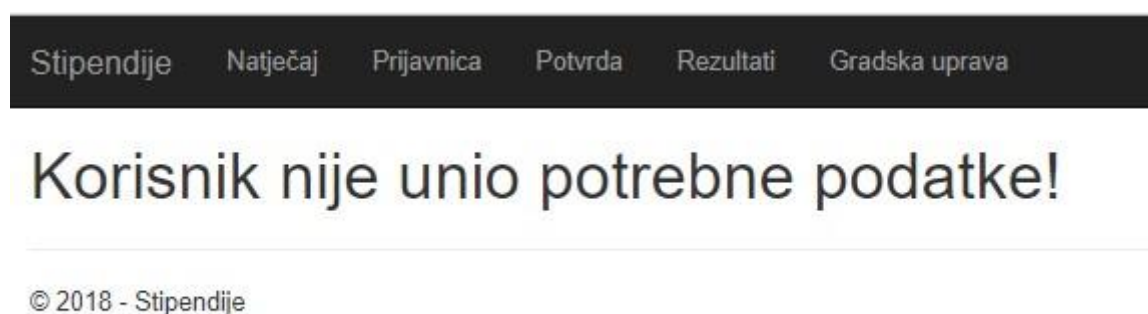 Stipendije Natječaj Prijavnica Potvrda Rezultati Gradska uprava
Korisnik nije unio potrebne podatke!
© 2018 - Stipendije